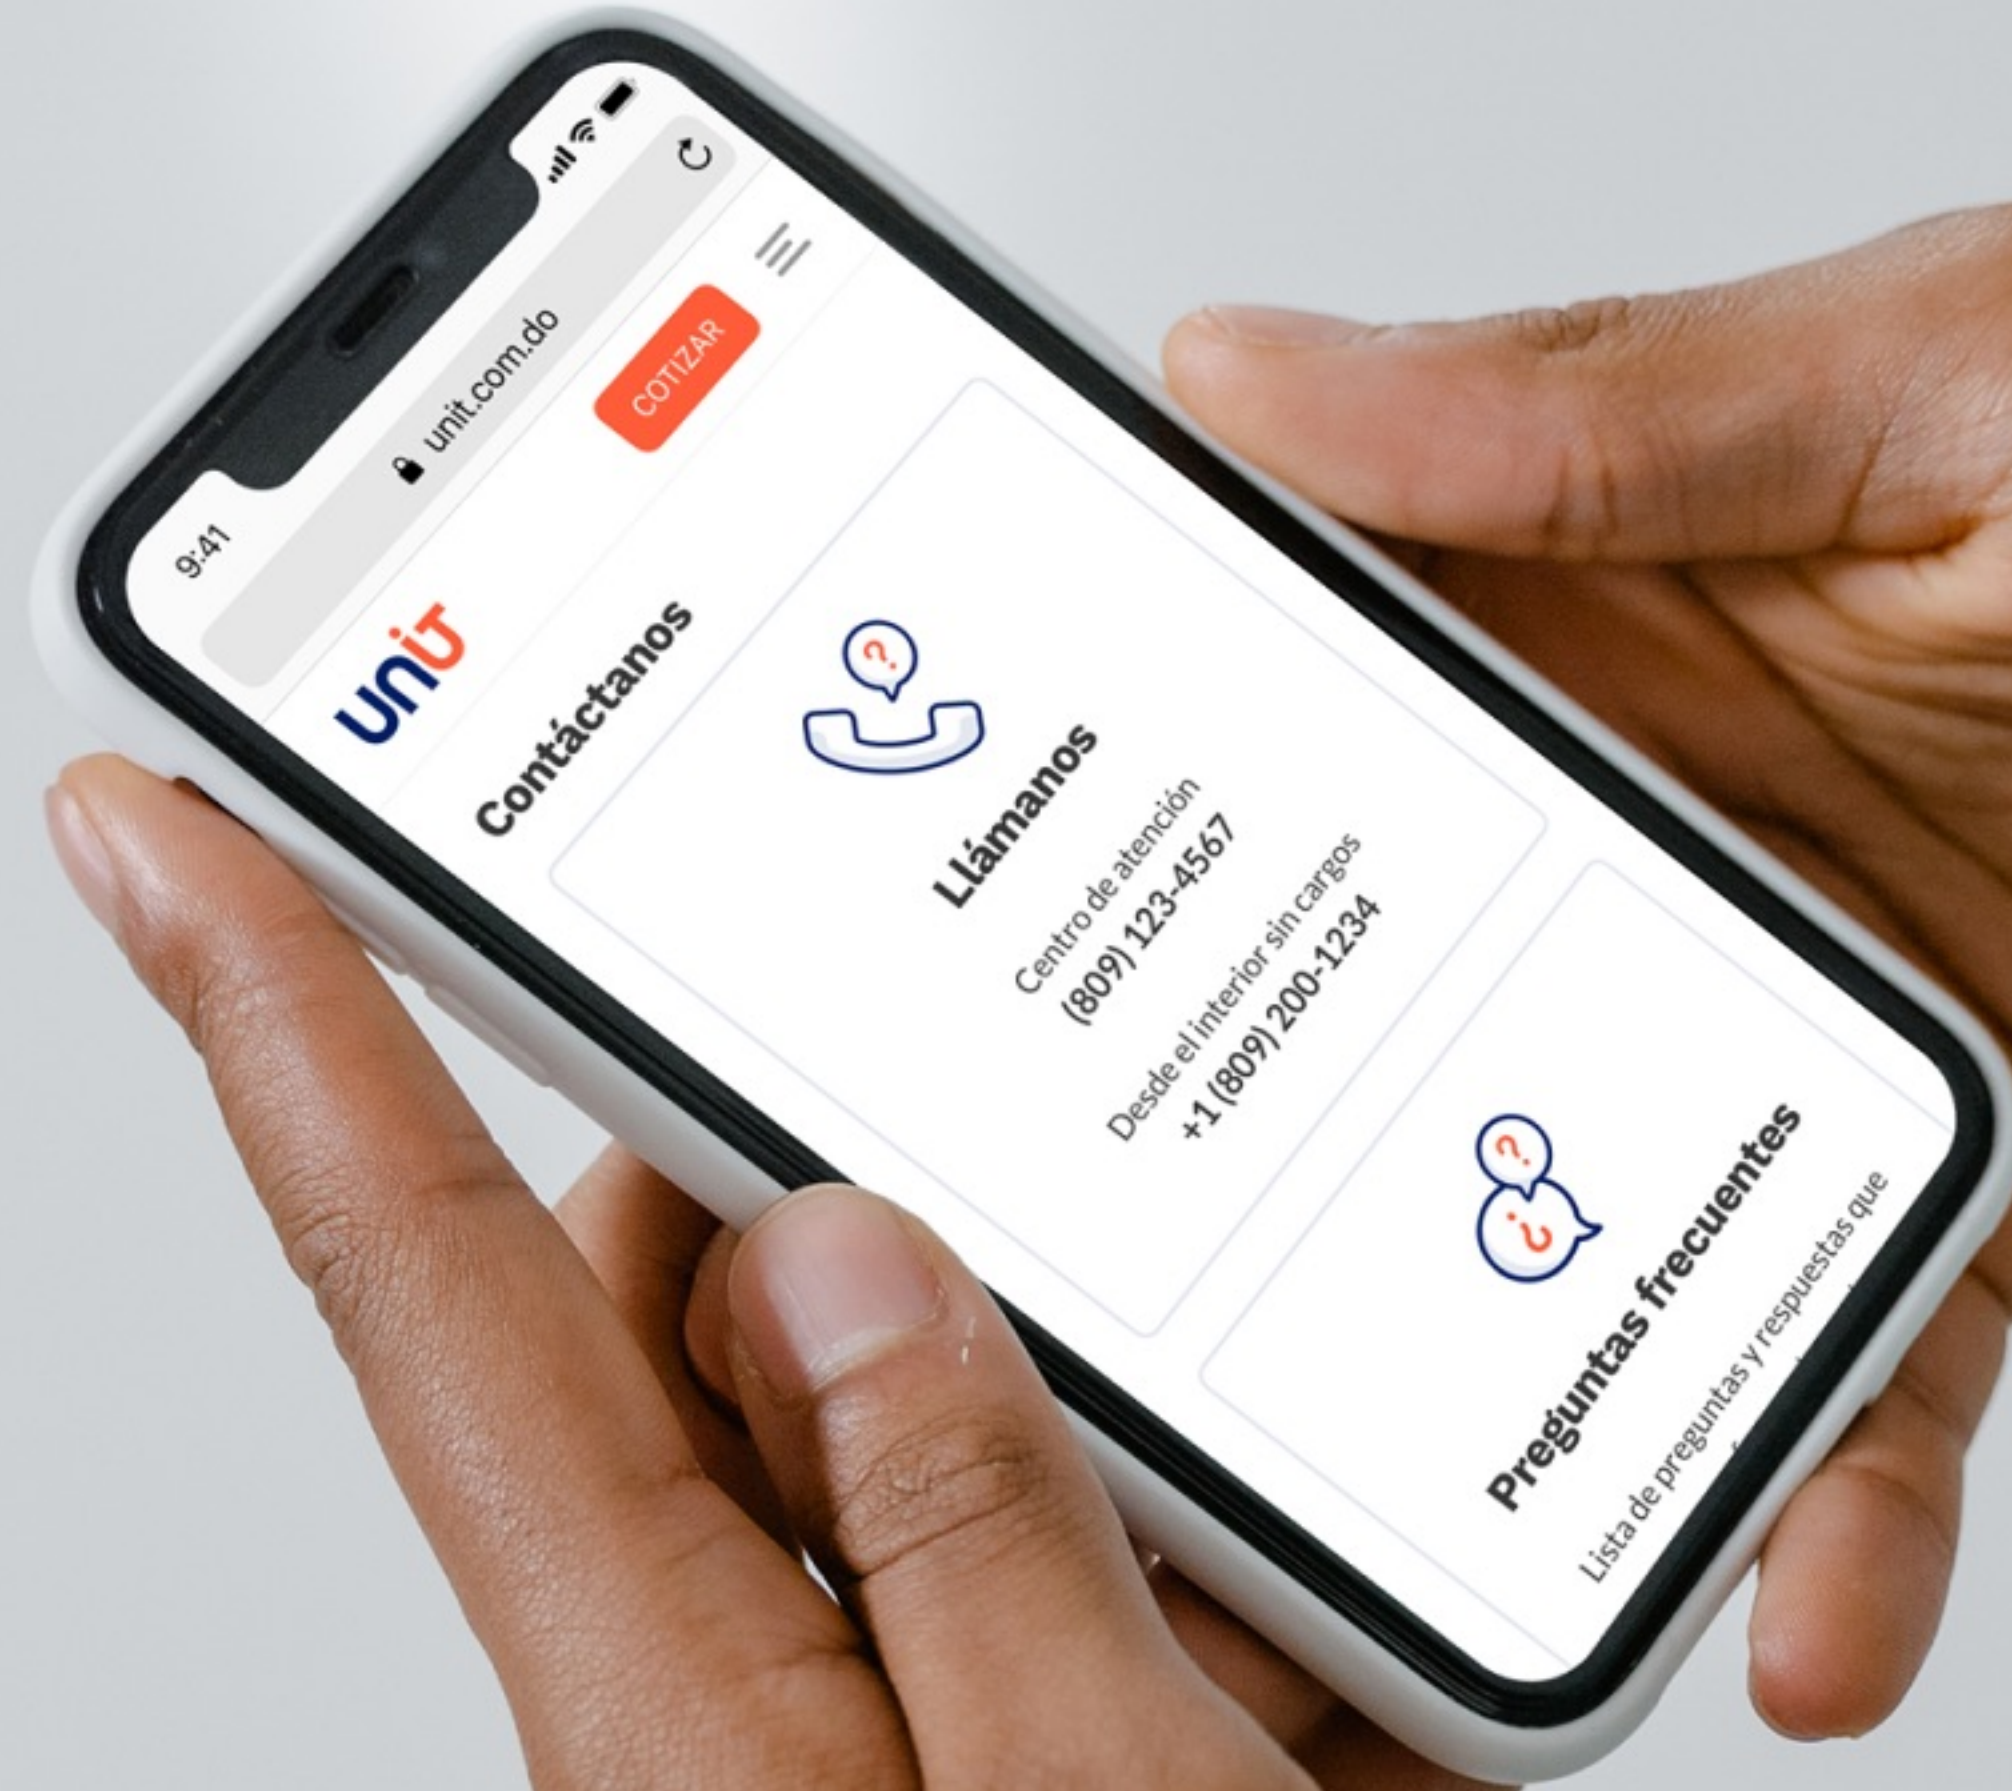 9:41
unit.com.do
unit
COTIZAR
Contáctanos
?
Llámanos
Centro de atención
(809) 123-4567
Desde el interior sin cargos
+1 (809) 200-1234
?
¿
Preguntas frecuentes
Lista de preguntas y respuestas que